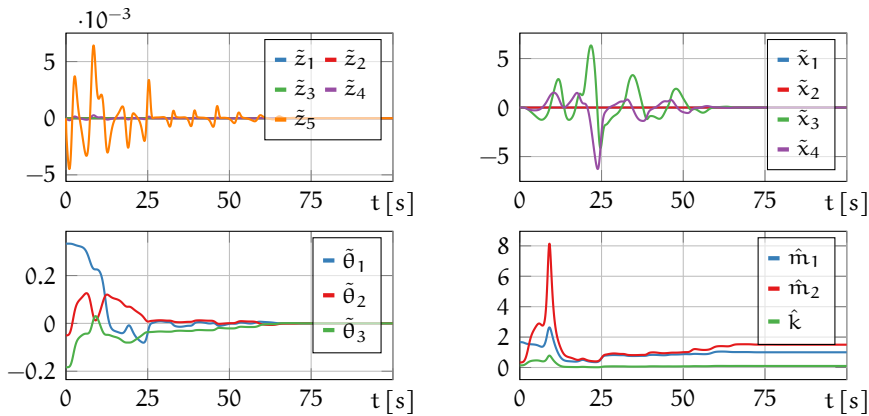 ·10⁻³
5
0
−5
0 25 50 75 t [s]
z̃₁ z̃₂
z̃₃ z̃₄
z̃₅
5
0
−5
0 25 50 75 t [s]
x̃₁
x̃₂
x̃₃
x̃₄
0.2
0
−0.2
0 25 50 75 t [s]
θ̃₁
θ̃₂
θ̃₃
8
6
4
2
0
0 25 50 75 t [s]
m̂₁
m̂₂
k̂